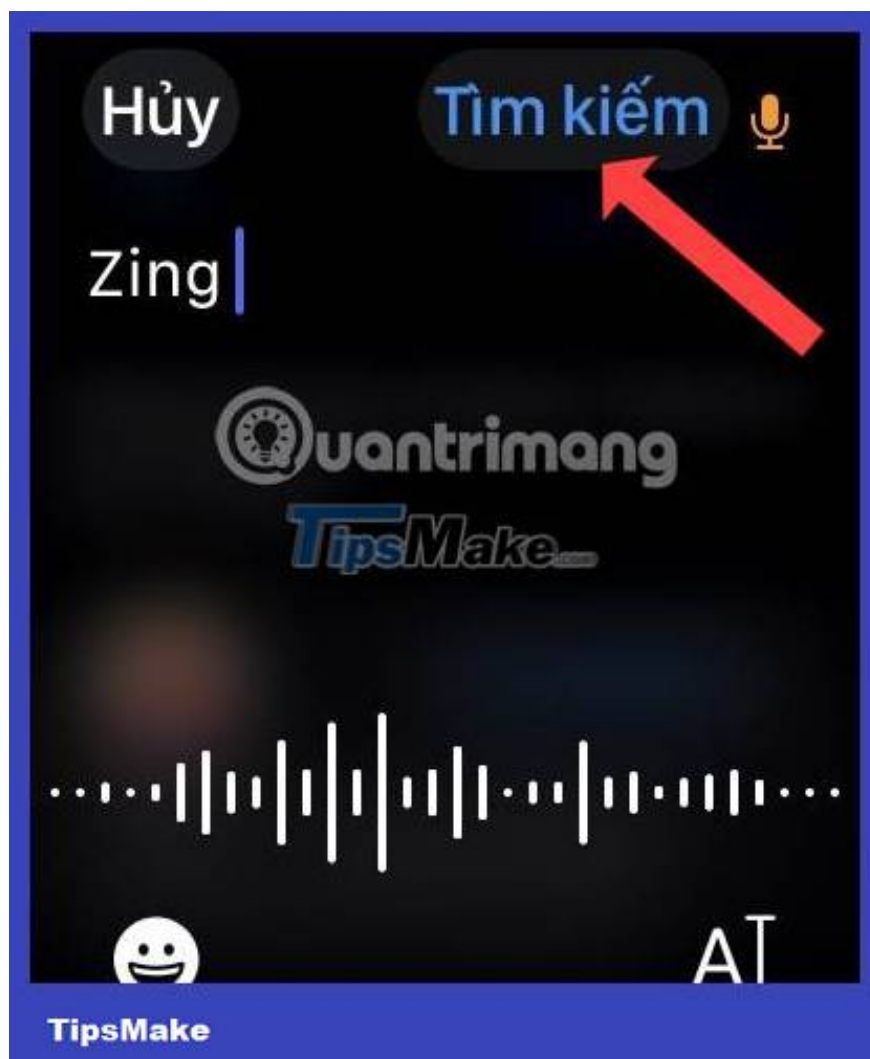 Hủy
Tìm kiếm
Zing
Quantrimang
TipsMake.com
A
TipsMake